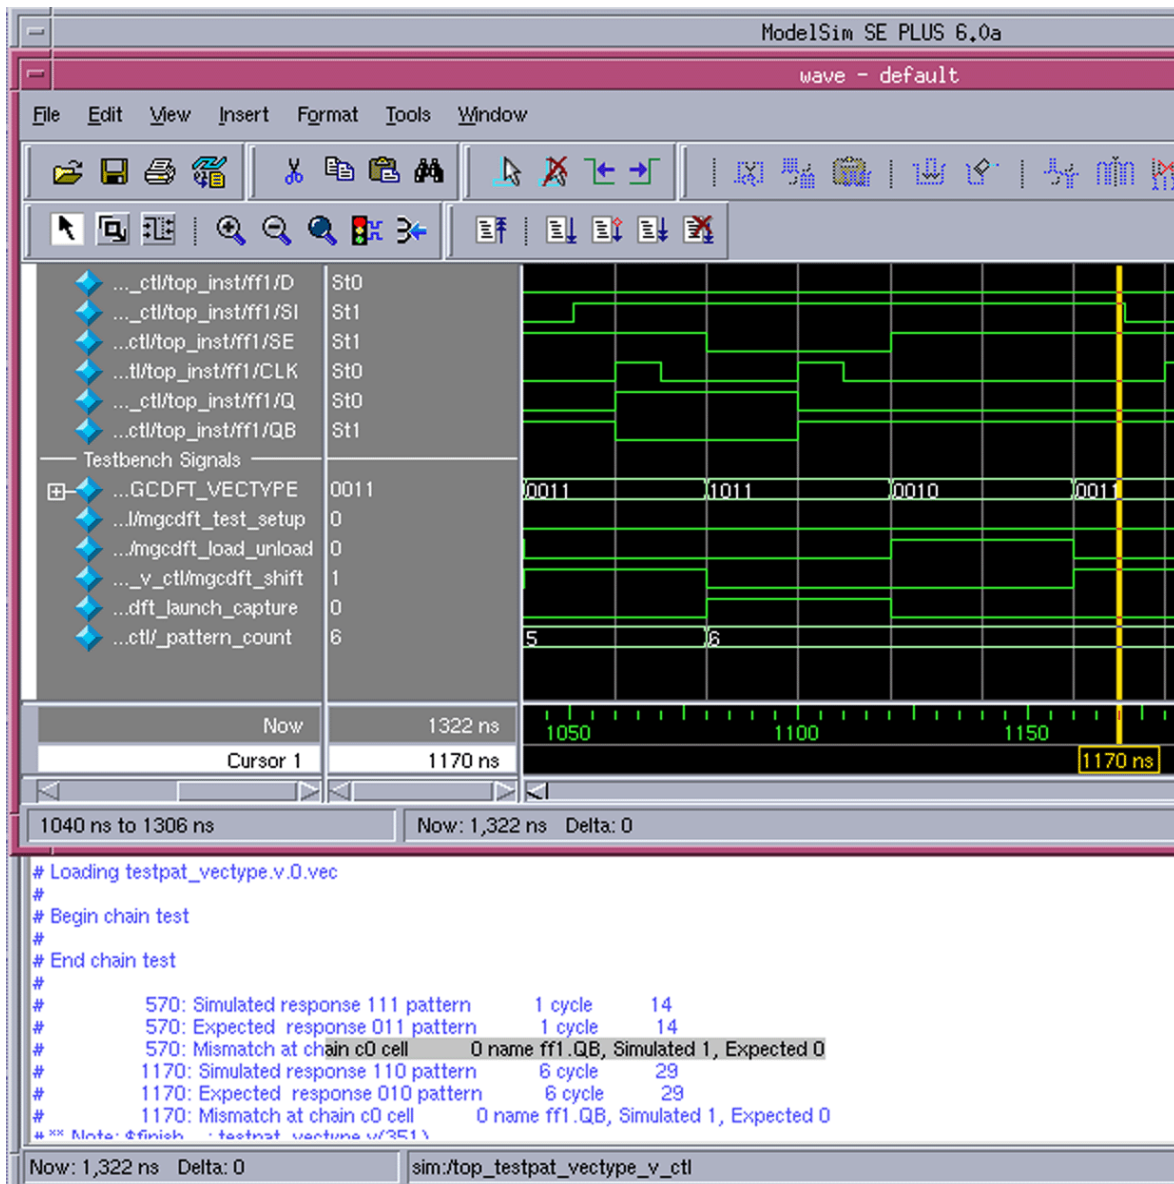 ModelSim SE PLUS 6.0a
wave - default
File Edit View Insert Format Tools Window
..._ctl/top_inst/ff1/D St0
..._ctl/top_inst/ff1/SI St1
...ctl/top_inst/ff1/SE St1
...tl/top_inst/ff1/CLK St0
..._ctl/top_inst/ff1/Q St0
...ctl/top_inst/ff1/QB St1
Testbench Signals
...GCDFT_VECTYPE 0011 0011 1011 0010 0011
...l/mgcdft_test_setup 0
.../mgcdft_load_unload 0
..._v_ctl/mgcdft_shift 1
...dft_launch_capture 0
...ctl/_pattern_count 6 5 6
Now 1322 ns 1050 1100 1150
Cursor 1 1170 ns 1170 ns
1040 ns to 1306 ns Now: 1,322 ns Delta: 0
# Loading testpat_vectype.v.0.vec
#
# Begin chain test
#
# End chain test
#
# 570: Simulated response 111 pattern 1 cycle 14
# 570: Expected response 011 pattern 1 cycle 14
# 570: Mismatch at chain c0 cell 0 name ff1.QB, Simulated 1, Expected 0
# 1170: Simulated response 110 pattern 6 cycle 29
# 1170: Expected response 010 pattern 6 cycle 29
# 1170: Mismatch at chain c0 cell 0 name ff1.QB, Simulated 1, Expected 0
# ** Note: $finish : testpat_vectype.v(351)
Now: 1,322 ns Delta: 0 sim:/top_testpat_vectype_v_ctl